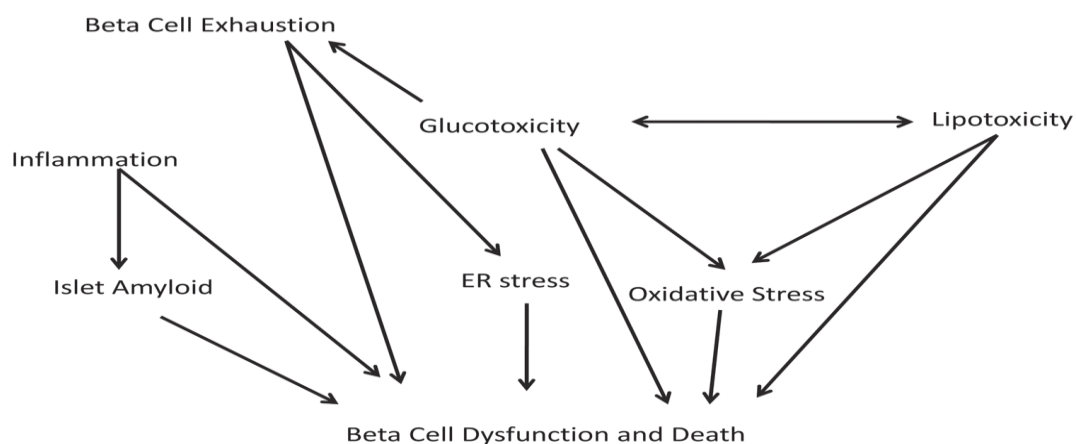 Beta Cell Exhaustion
Glucotoxicity
Lipotoxicity
Inflammation
Islet Amyloid
ER stress
Oxidative Stress
Beta Cell Dysfunction and Death